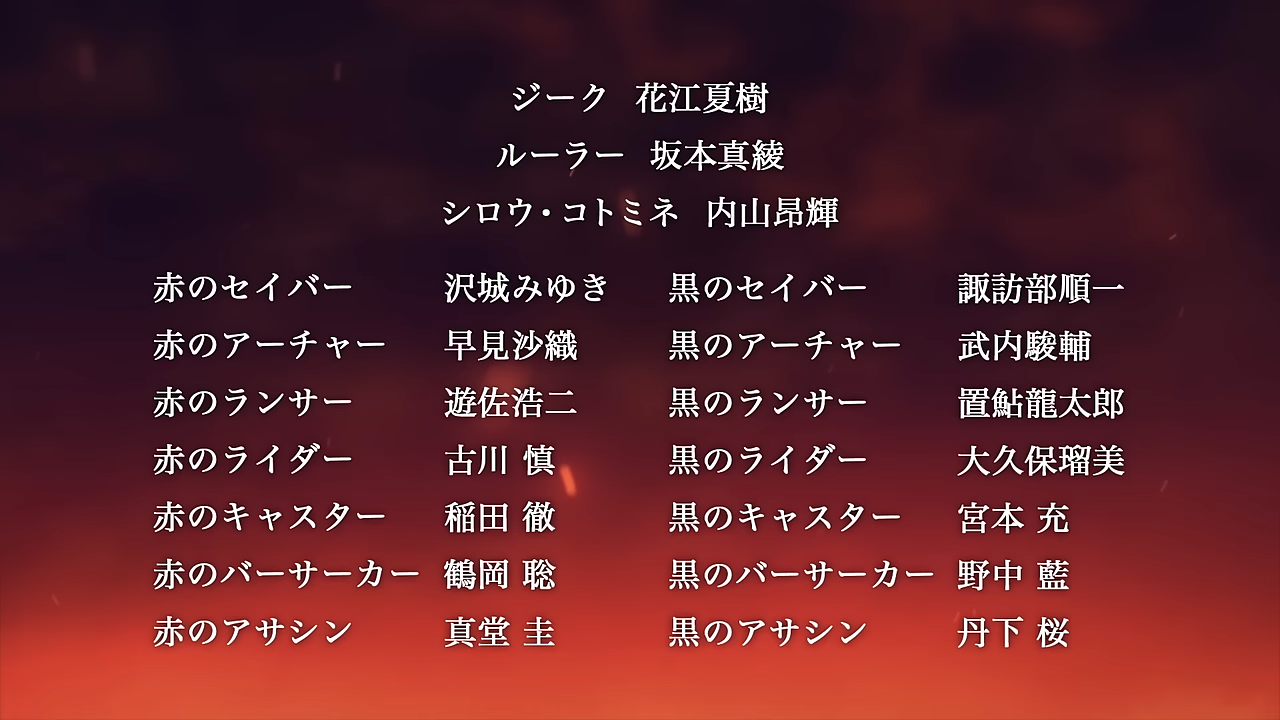 ジーク 花江夏樹
ルーラー 坂本真綾
シロウ・コトミネ 内山昂輝
赤のセイバー 沢城みゆき 黒のセイバー 諏訪部順一
赤のアーチャー 早見沙織 黒のアーチャー 武内駿輔
赤のランサー 遊佐浩二 黒のランサー 置鮎龍太郎
赤のライダー 古川 慎 黒のライダー 大久保瑠美
赤のキャスター 稲田 徹 黒のキャスター 宮本 充
赤のバーサーカー 鶴岡 聡 黒のバーサーカー 野中 藍
赤のアサシン 真堂 圭 黒のアサシン 丹下 桜